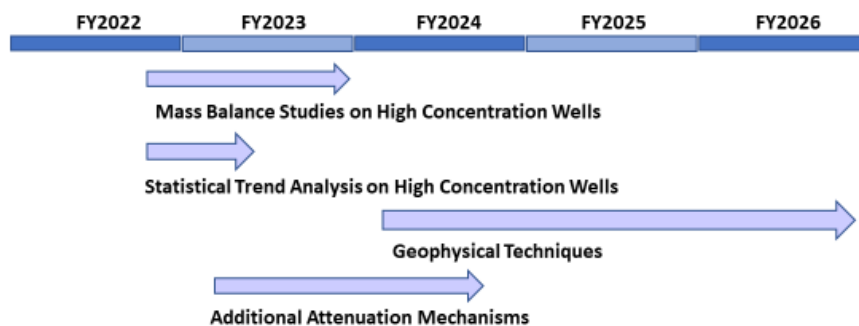 FY2022 FY2023 FY2024 FY2025 FY2026
Mass Balance Studies on High Concentration Wells
Statistical Trend Analysis on High Concentration Wells
Geophysical Techniques
Additional Attenuation Mechanisms